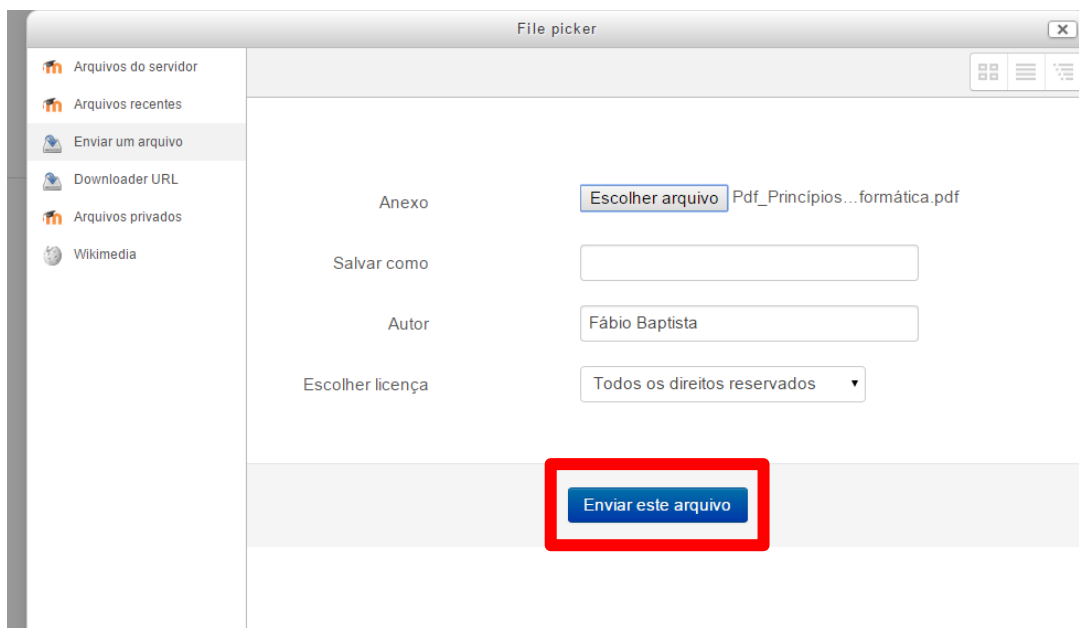 File picker
Arquivos do servidor
Arquivos recentes
Enviar um arquivo
Downloader URL
Arquivos privados
Wikimedia
Anexo
Escolher arquivo Pdf_Princípios...formática.pdf
Salvar como
Autor
Fábio Baptista
Escolher licença
Todos os direitos reservados
Enviar este arquivo